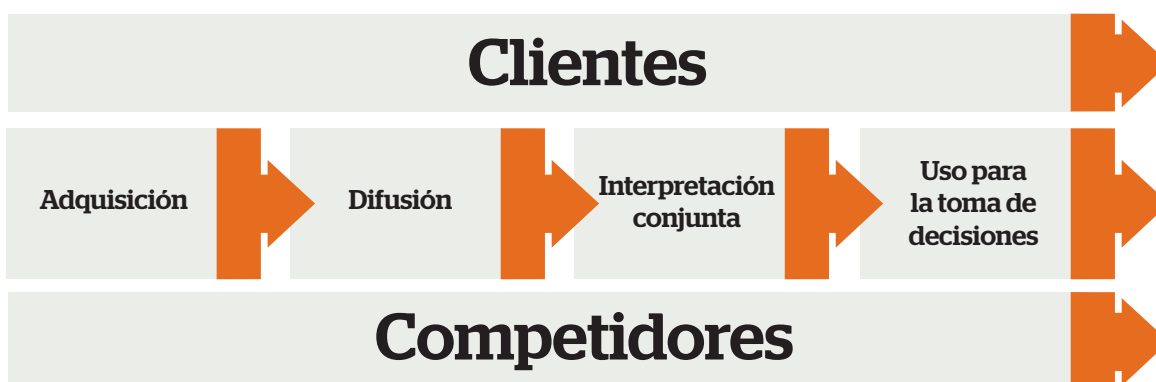 Clientes
Adquisición
Difusión
Interpretación
conjunta
Uso para
la toma de
decisiones
Competidores